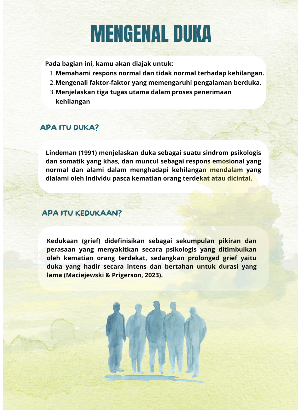 MENGENAL DUKA
Pada bagian ini, kamu akan diajak untuk:
1. Memahami respons normal dan tidak normal terhadap kehilangan.
2. Mengenali faktor-faktor yang memengaruhi pengalaman berduka.
3. Menjelaskan tiga tugas utama dalam proses penerimaan
kehilangan
APA ITU DUKA?
Lindeman (1991) menjelaskan duka sebagai suatu sindrom psikologis
dan somatik yang khas, dan muncul sebagai respons emosional yang
normal dan alami dalam menghadapi kehilangan mendalam yang
dialami oleh individu pasca kematian orang terdekat atau dicintai.
APA ITU KEDUKAAN?
Kedukaan (grief) didefinisikan sebagai sekumpulan pikiran dan
perasaan yang menyakitkan secara psikologis yang ditimbulkan
oleh kematian orang terdekat, sedangkan prolonged grief yaitu
duka yang hadir secara intens dan bertahan untuk durasi yang
lama (Maciejewski & Prigerson, 2023).